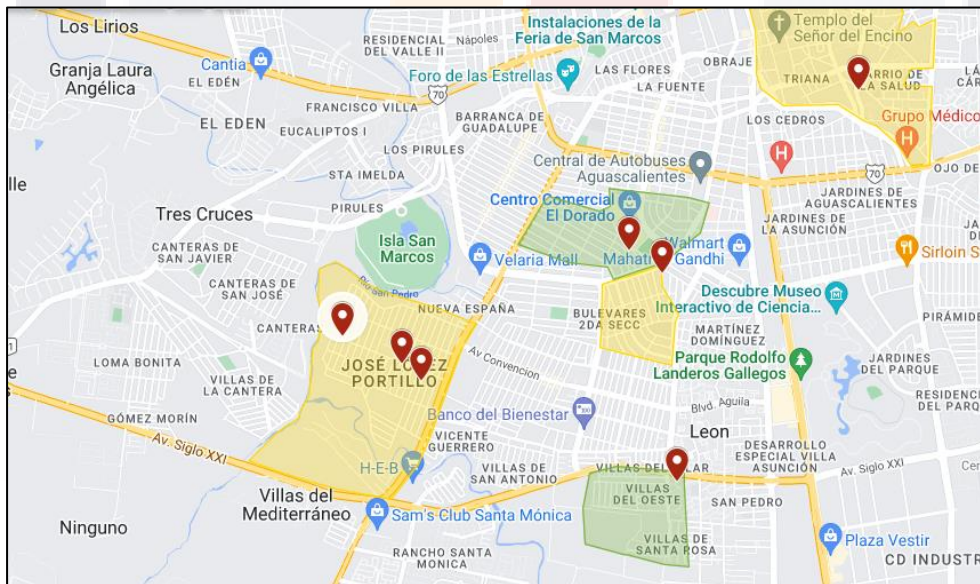 Los Lirios
Granja Laura
Angélica
Cantia
EL EDÉN
EL EDEN
RESIDENCIAL
DEL VALLE II
Nápoles
70
Instalaciones de la
Feria de San Marcos
Foro de las Estrellas
LAS FLORES
LA FUENTE
OBRAJE
Templo del
Señor del Encino
TRIANA
LA SALUD
LOS CEDROS
Grupo Médico
H
H
70
OJO DE
FRANCISCO VILLA
EUCALIPTOS I
BARRANCA DE
GUADALUPE
LOS PIRULES
STA IMELDA
PIRULES
Central de Autobuses
Aguascalientes
Centro Comercial
El Dorado
JARDINES DE
AGUASCALIENTES
JARDINES DE
LA ASUNCIÓN
Tres Cruces
CANTERAS DE
SAN JAVIER
CANTERAS DE
SAN JOSÉ
CANTERAS
Isla San
Marcos
Río San Pedro
NUEVA ESPAÑA
Velaria Mall
Walmart
Gandhi
Sirloin S
Descubre Museo
Interactivo de Ciencia...
BULEVARES
2DA SECC
MARTÍNEZ
DOMÍNGUEZ
PIRÁMIDE
LOMA BONITA
VILLAS DE
LA CANTERA
JOSÉ LÓPEZ
PORTILLO
Av Convencion
Parque Rodolfo
Landeros Gallegos
JARDINES
DEL PARQUE
RESIDEN
DEL PARQ
GÓMEZ MORÍN
Av. Siglo XXI
Banco del Bienestar
Blvd. Aguila
Leon
VICENTE
GUERRERO
H-E-B
VILLAS DE
SAN ANTONIO
VILLAS DEL PILAR
VILLAS
DEL OESTE
DESARROLLO
ESPECIAL VILLA
ASUNCIÓN
Av. Siglo XXI
SAN PEDRO
Villas del
Mediterráneo
Sam's Club Santa Mónica
Ninguno
RANCHO SANTA
MONICA
VILLAS DE
SANTA ROSA
Plaza Vestir
CD INDUSTR